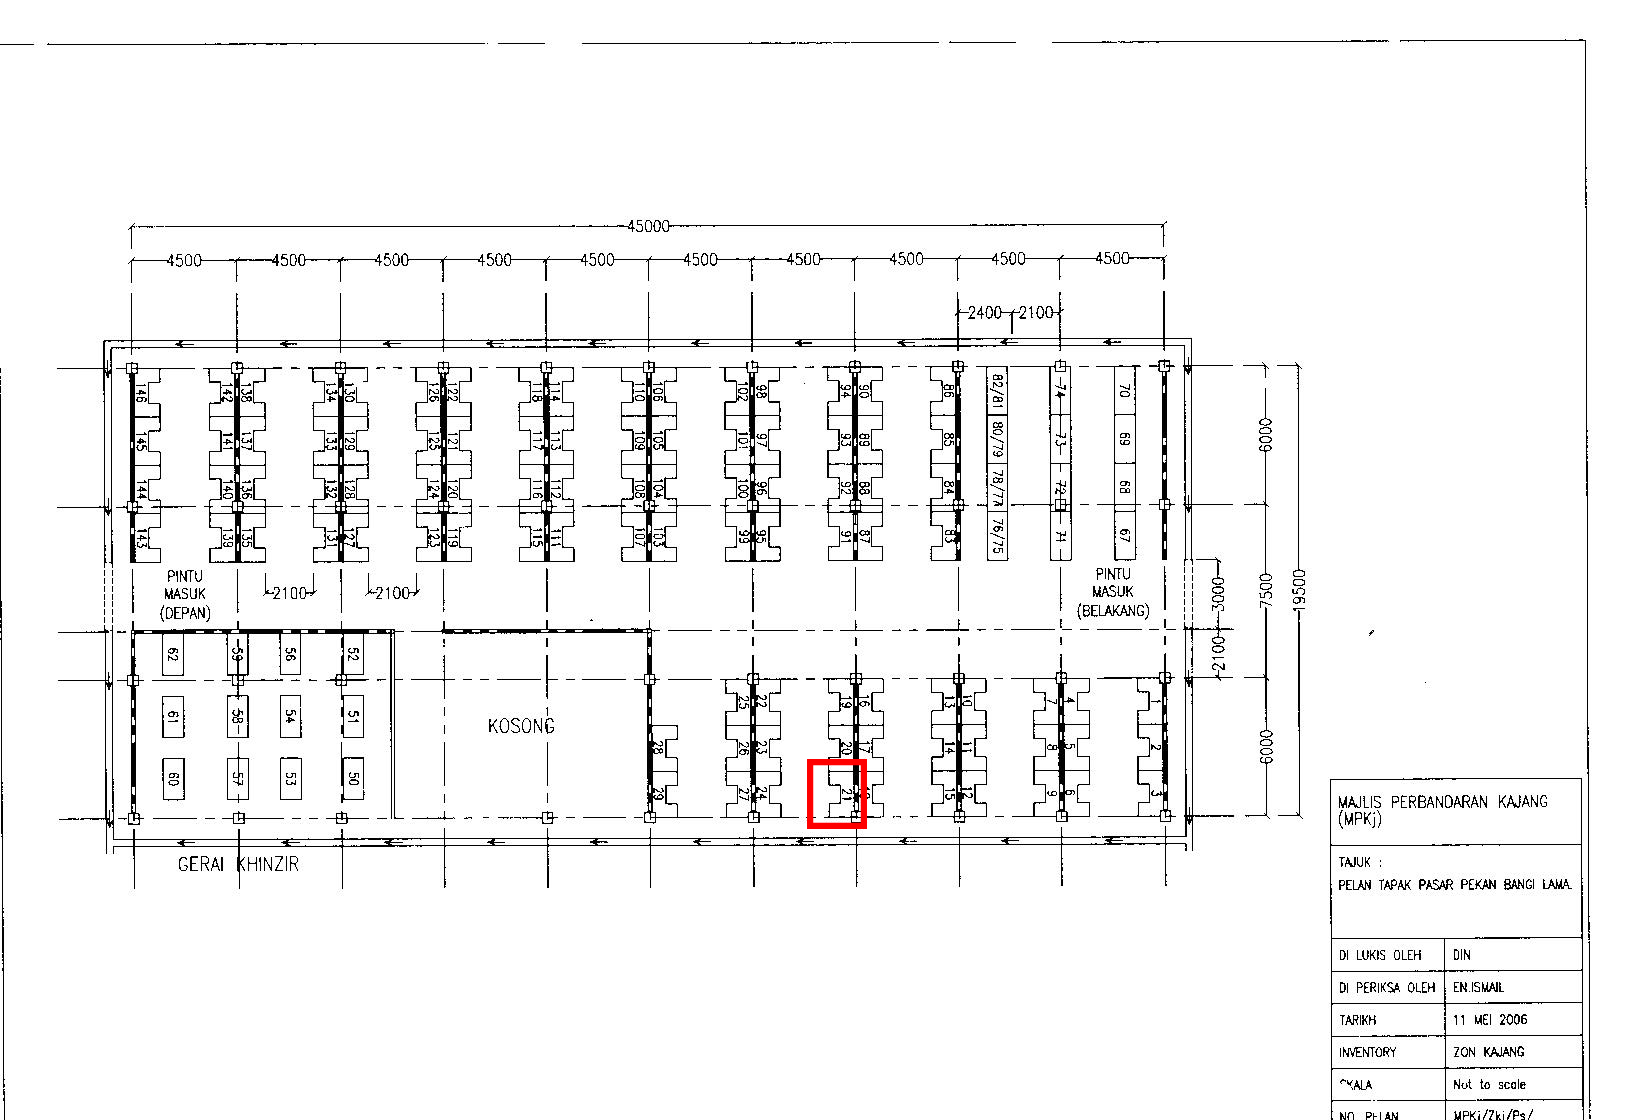 45000
4500 4500 4500 4500 4500 4500 4500 4500 4500 4500
2400 2100
146 142 138 134 130 126 122 118 114 110 106 102 98 94 90 86 82/81 74 70
145 141 137 133 129 125 121 117 113 109 105 101 97 93 89 85 80/79 73 69
144 140 136 132 128 124 120 116 112 108 104 100 96 92 88 84 78/77 72 68
143 139 135 131 127 123 119 115 111 107 103 99 95 91 87 83 76/75 71 67
6000
7500
19500
3000
2100
6000
PINTU
MASUK
(DEPAN)
2100 2100
PINTU
MASUK
(BELAKANG)
62 59 56 52
61 58 54 51
60 57 53 50
KOSONG
25 22 19 16 13 10 7 4 1
28 26 23 20 17 14 11 8 5 2
29 27 24 21 15 12 9 6 3
GERAI KHINZIR
MAJLIS PERBANDARAN KAJANG
(MPKj)
TAJUK :
PELAN TAPAK PASAR PEKAN BANGI LAMA.
DI LUKIS OLEH DIN
DI PERIKSA OLEH EN.ISMAIL
TARIKH 11 MEI 2006
INVENTORY ZON KAJANG
SKALA Not to scale
NO. PELAN MPKj/Zkj/Ps/